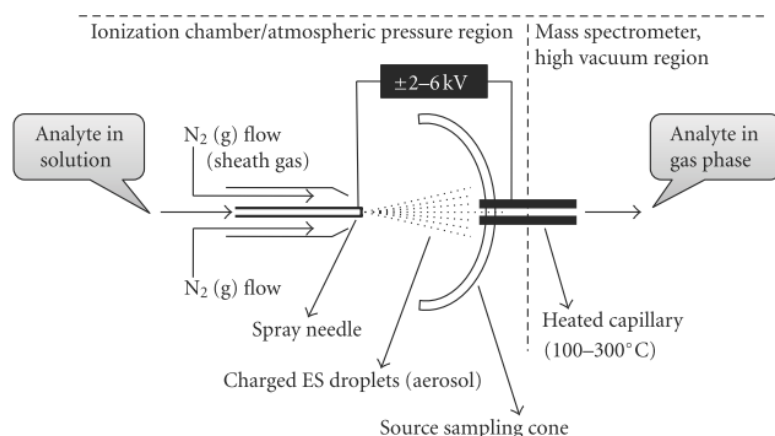 Ionization chamber/atmospheric pressure region
Mass spectrometer,
high vacuum region
±2–6 kV
Analyte in
solution
N₂ (g) flow
(sheath gas)
Analyte in
gas phase
N₂ (g) flow
Spray needle
Heated capillary
(100–300°C)
Charged ES droplets (aerosol)
Source sampling cone